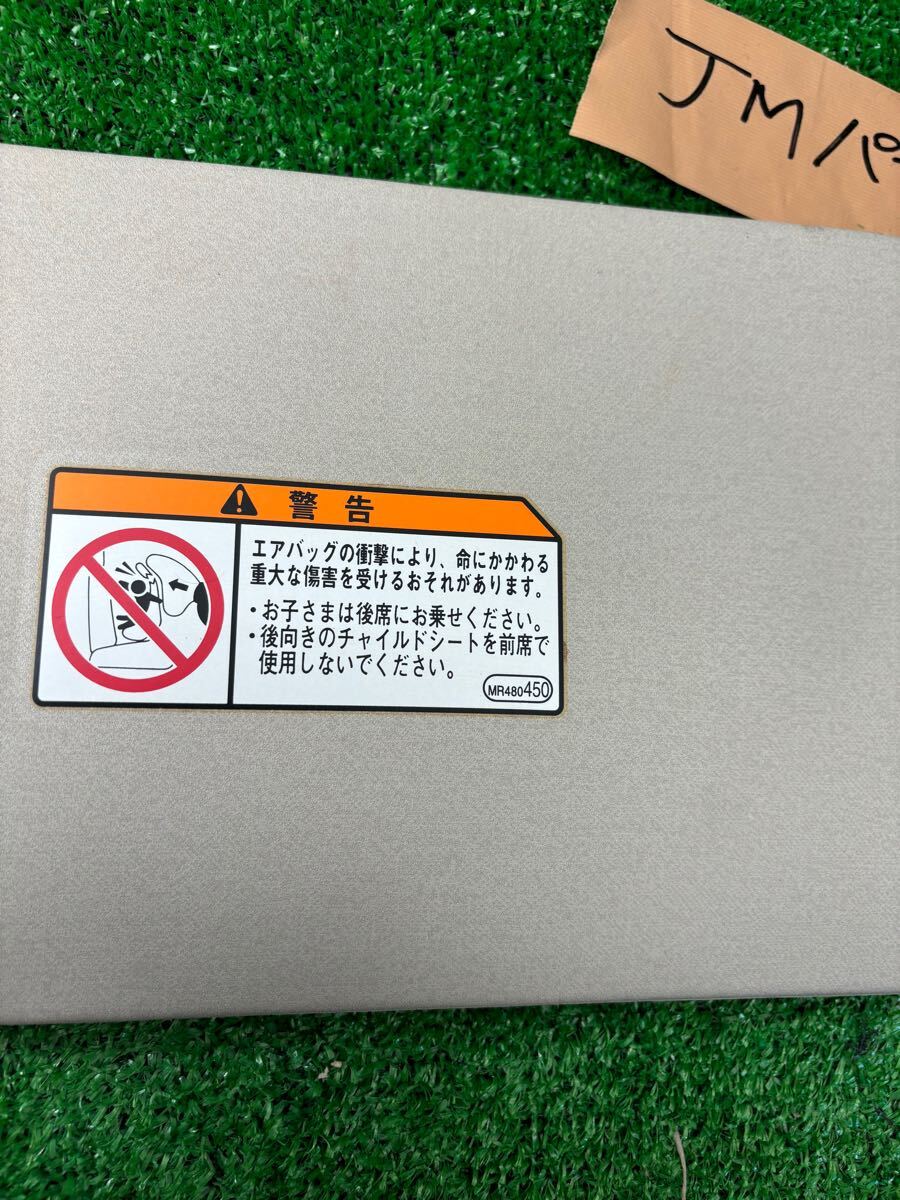 JMパー
警告
エアバッグの衝撃により、命にかかわる
重大な傷害を受けるおそれがあります。
・お子さまは後席にお乗せください。
・後向きのチャイルドシートを前席で
使用しないでください。
MR480450